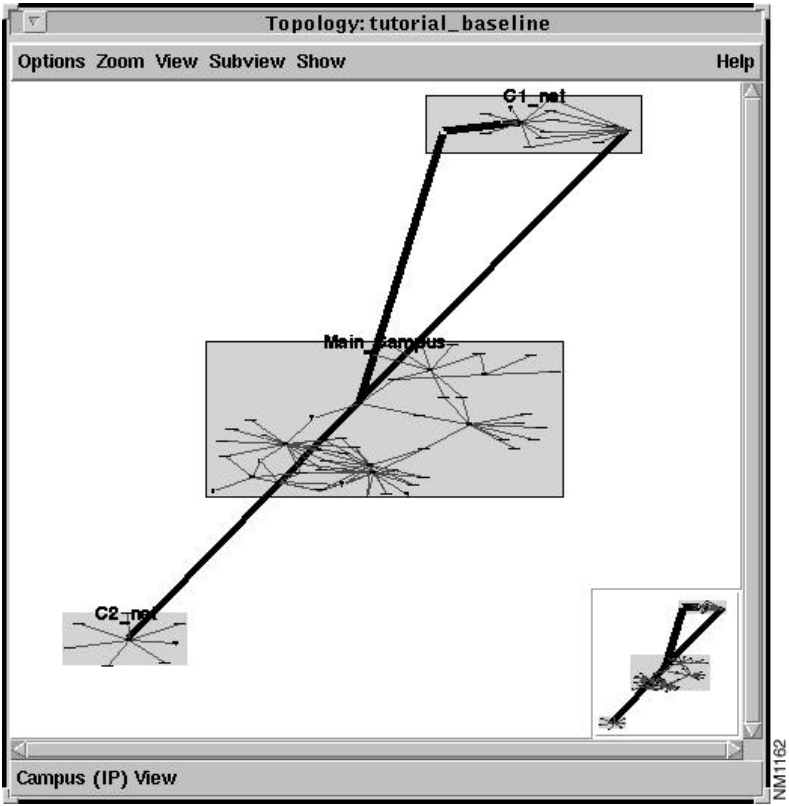 Topology: tutorial_baseline
Options Zoom View Subview Show Help
C1_net
Main_Campus
C2_net
Campus (IP) View
NM1162